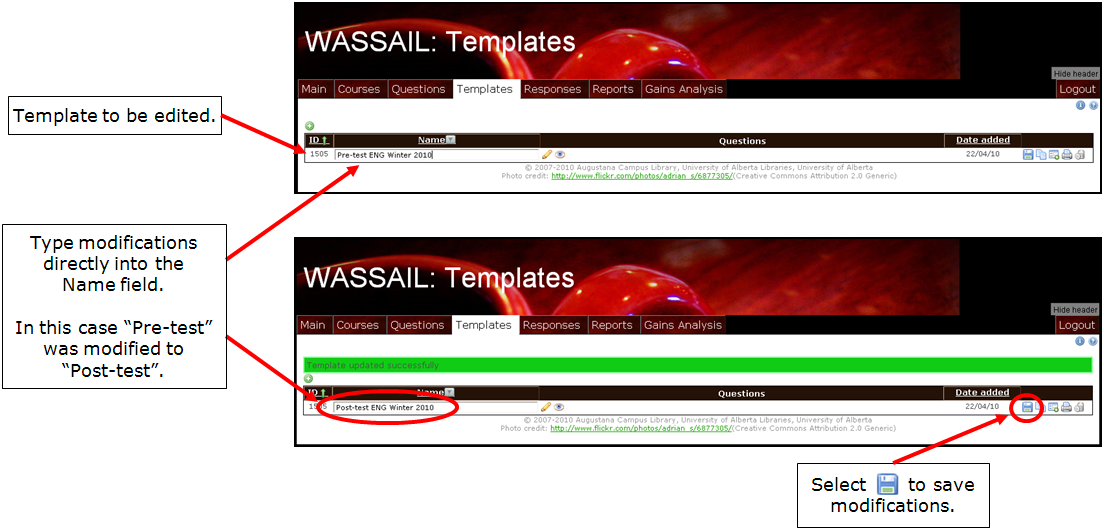 WASSAIL: Templates
Hide header
Main Courses Questions Templates Responses Reports Gains Analysis Logout
Template to be edited.
ID Name Questions Date added
1505 Pre-test ENG Winter 2010 22/04/10
© 2007-2010 Augustana Campus Library, University of Alberta Libraries, University of Alberta
Photo credit: http://www.flickr.com/photos/adrian_s/6877305/(Creative Commons Attribution 2.0 Generic)
Type modifications
directly into the
Name field.
In this case “Pre-test”
was modified to
“Post-test”.
WASSAIL: Templates
Hide header
Main Courses Questions Templates Responses Reports Gains Analysis Logout
Template updated successfully
ID Name Questions Date added
1505 Post-test ENG Winter 2010 22/04/10
© 2007-2010 Augustana Campus Library, University of Alberta Libraries, University of Alberta
Photo credit: http://www.flickr.com/photos/adrian_s/6877305/(Creative Commons Attribution 2.0 Generic)
Select to save
modifications.